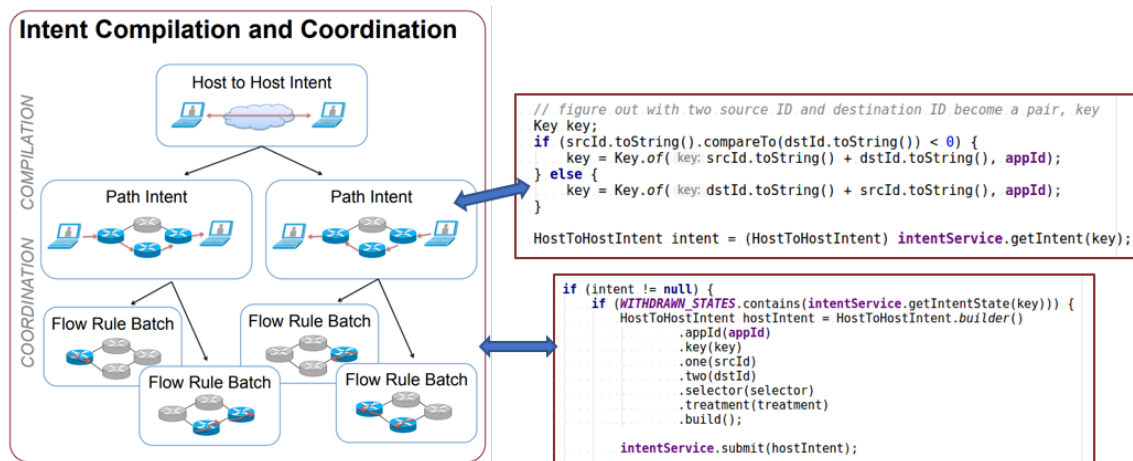 Intent Compilation and Coordination
COMPILATION
COORDINATION
Host to Host Intent
Path Intent
Path Intent
Flow Rule Batch
Flow Rule Batch
Flow Rule Batch
Flow Rule Batch
// figure out with two source ID and destination ID become a pair, key
Key key;
if (srcId.toString().compareTo(dstId.toString()) < 0) {
    key = Key.of( key: srcId.toString() + dstId.toString(), appId);
} else {
    key = Key.of( key: dstId.toString() + srcId.toString(), appId);
}
HostToHostIntent intent = (HostToHostIntent) intentService.getIntent(key);
if (intent != null) {
    if (WITHDRAWN_STATES.contains(intentService.getIntentState(key))) {
        HostToHostIntent hostIntent = HostToHostIntent.builder()
                .appId(appId)
                .key(key)
                .one(srcId)
                .two(dstId)
                .selector(selector)
                .treatment(treatment)
                .build();
        intentService.submit(hostIntent);